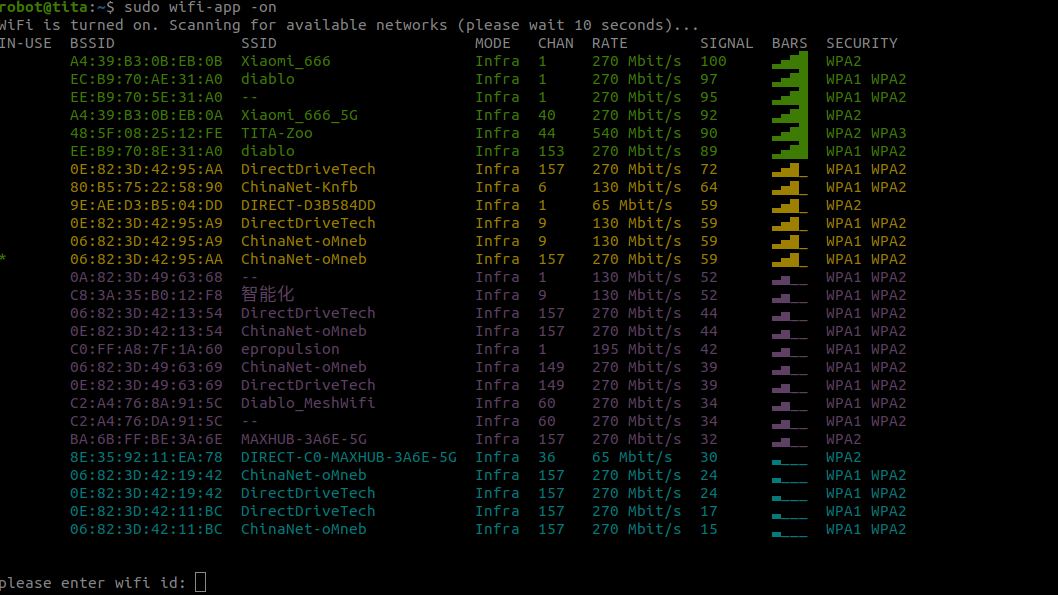 robot@tita:~$ sudo wifi-app -on
WiFi is turned on. Scanning for available networks (please wait 10 seconds)...
IN-USE  BSSID              SSID                      MODE   CHAN  RATE        SIGNAL  BARS  SECURITY
        A4:39:B3:0B:EB:0B  Xiaomi_666                Infra  1     270 Mbit/s  100     ▂▄▆█  WPA2
        EC:B9:70:AE:31:A0  diablo                    Infra  1     270 Mbit/s  97      ▂▄▆█  WPA1 WPA2
        EE:B9:70:5E:31:A0  --                        Infra  1     270 Mbit/s  95      ▂▄▆█  WPA1 WPA2
        A4:39:B3:0B:EB:0A  Xiaomi_666_5G             Infra  40    270 Mbit/s  92      ▂▄▆█  WPA2
        48:5F:08:25:12:FE  TITA-Zoo                  Infra  44    540 Mbit/s  90      ▂▄▆█  WPA2 WPA3
        EE:B9:70:8E:31:A0  diablo                    Infra  153   270 Mbit/s  89      ▂▄▆█  WPA1 WPA2
        0E:82:3D:42:95:AA  DirectDriveTech           Infra  157   270 Mbit/s  72      ▂▄▆_  WPA1 WPA2
        80:B5:75:22:58:90  ChinaNet-Knfb             Infra  6     130 Mbit/s  64      ▂▄▆_  WPA1 WPA2
        9E:AE:D3:B5:04:DD  DIRECT-D3B584DD           Infra  1     65 Mbit/s   59      ▂▄▆_  WPA2
        0E:82:3D:42:95:A9  DirectDriveTech           Infra  9     130 Mbit/s  59      ▂▄▆_  WPA1 WPA2
        06:82:3D:42:95:A9  ChinaNet-oMneb            Infra  9     130 Mbit/s  59      ▂▄▆_  WPA1 WPA2
*       06:82:3D:42:95:AA  ChinaNet-oMneb            Infra  157   270 Mbit/s  59      ▂▄▆_  WPA1 WPA2
        0A:82:3D:49:63:68  --                        Infra  1     130 Mbit/s  52      ▂▄__  WPA1 WPA2
        C8:3A:35:B0:12:F8  智能化                    Infra  9     130 Mbit/s  52      ▂▄__  WPA1 WPA2
        06:82:3D:42:13:54  DirectDriveTech           Infra  157   270 Mbit/s  44      ▂▄__  WPA1 WPA2
        0E:82:3D:42:13:54  ChinaNet-oMneb            Infra  157   270 Mbit/s  44      ▂▄__  WPA1 WPA2
        C0:FF:A8:7F:1A:60  epropulsion               Infra  1     195 Mbit/s  42      ▂▄__  WPA1 WPA2
        06:82:3D:49:63:69  ChinaNet-oMneb            Infra  149   270 Mbit/s  39      ▂▄__  WPA1 WPA2
        0E:82:3D:49:63:69  DirectDriveTech           Infra  149   270 Mbit/s  39      ▂▄__  WPA1 WPA2
        C2:A4:76:8A:91:5C  Diablo_MeshWifi           Infra  60    270 Mbit/s  34      ▂▄__  WPA1 WPA2
        C2:A4:76:DA:91:5C  --                        Infra  60    270 Mbit/s  34      ▂▄__  WPA1 WPA2
        BA:6B:FF:BE:3A:6E  MAXHUB-3A6E-5G            Infra  157   270 Mbit/s  32      ▂▄__  WPA2
        8E:35:92:11:EA:78  DIRECT-C0-MAXHUB-3A6E-5G  Infra  36    65 Mbit/s   30      ▂___  WPA2
        06:82:3D:42:19:42  ChinaNet-oMneb            Infra  157   270 Mbit/s  24      ▂___  WPA1 WPA2
        0E:82:3D:42:19:42  DirectDriveTech           Infra  157   270 Mbit/s  24      ▂___  WPA1 WPA2
        0E:82:3D:42:11:BC  DirectDriveTech           Infra  157   270 Mbit/s  17      ▂___  WPA1 WPA2
        06:82:3D:42:11:BC  ChinaNet-oMneb            Infra  157   270 Mbit/s  15      ▂___  WPA1 WPA2
please enter wifi id: